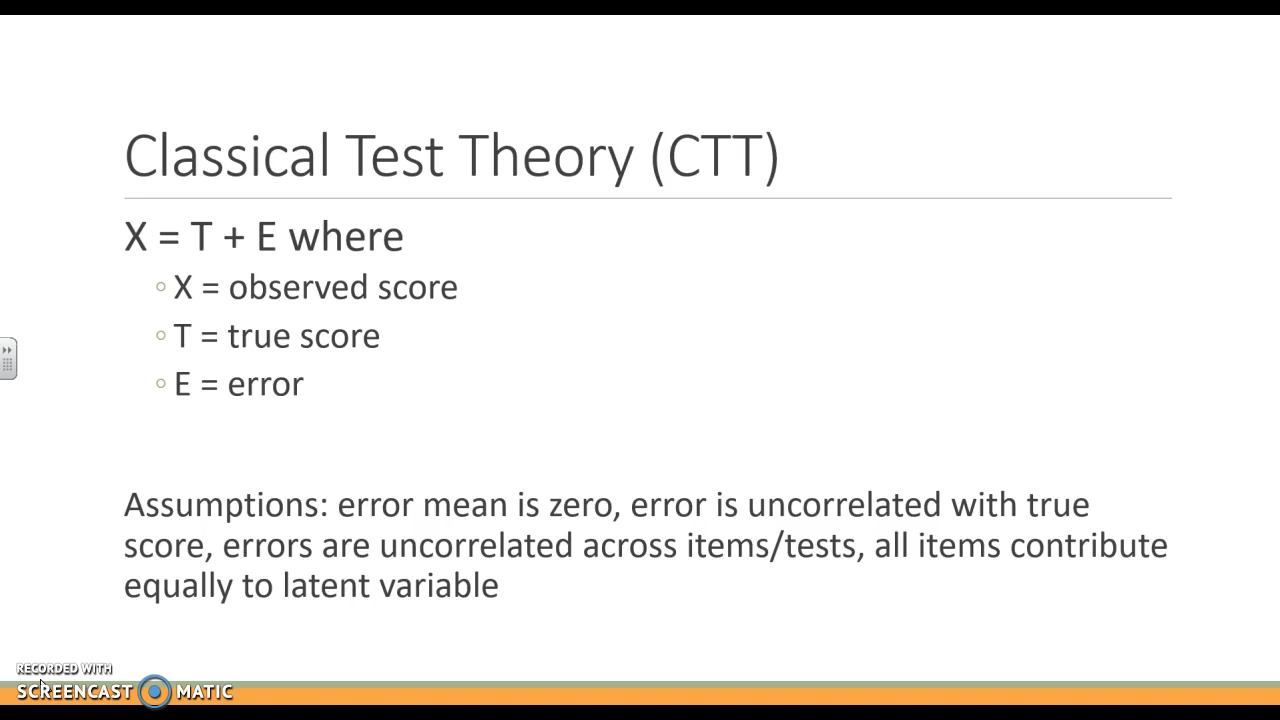 Classical Test Theory (CTT)
X = T + E where
◦ X = observed score
◦ T = true score
◦ E = error
Assumptions: error mean is zero, error is uncorrelated with true
score, errors are uncorrelated across items/tests, all items contribute
equally to latent variable
RECORDED WITH
SCREENCAST MATIC